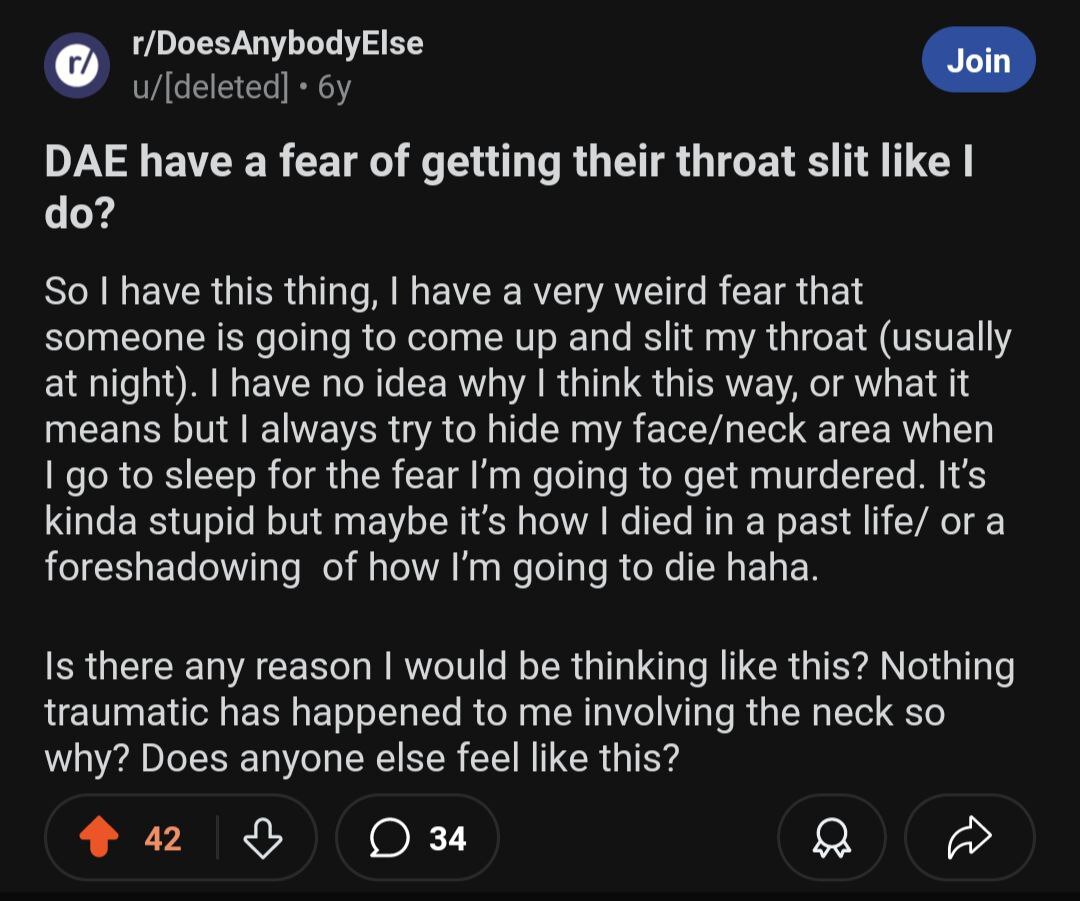 r/
r/DoesAnybodyElse
u/[deleted] • 6y
Join
DAE have a fear of getting their throat slit like I
do?
So I have this thing, I have a very weird fear that
someone is going to come up and slit my throat (usually
at night). I have no idea why I think this way, or what it
means but I always try to hide my face/neck area when
I go to sleep for the fear I’m going to get murdered. It’s
kinda stupid but maybe it’s how I died in a past life/ or a
foreshadowing  of how I’m going to die haha.
Is there any reason I would be thinking like this? Nothing
traumatic has happened to me involving the neck so
why? Does anyone else feel like this?
42
34